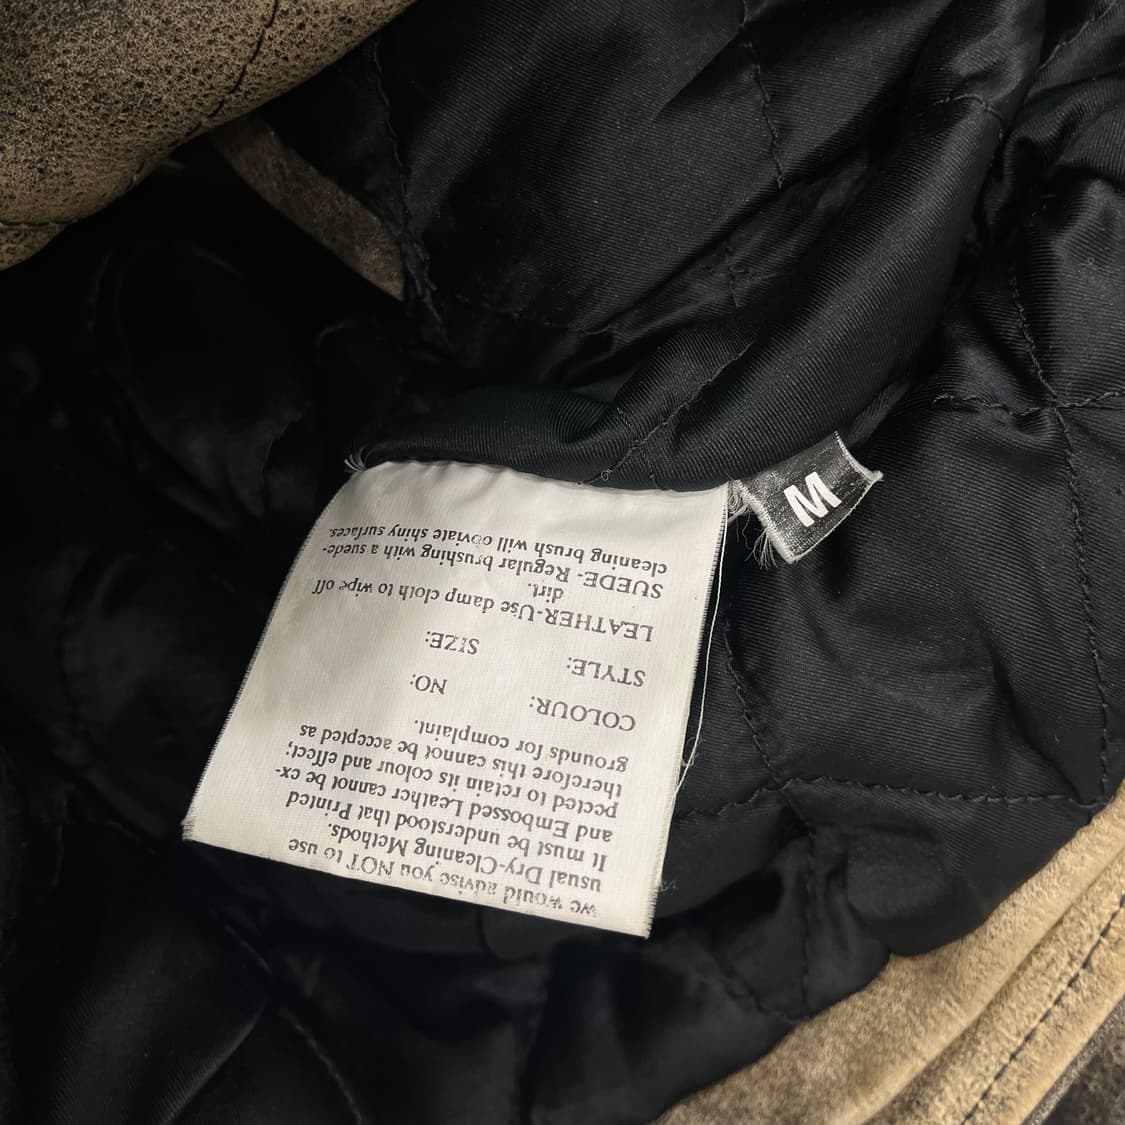 we would advise you NOT to use
usual Dry-Cleaning Methods.
It must be understood that Printed
and Embossed Leather cannot be ex-
pected to retain its colour and effect;
therefore this cannot be accepted as
grounds for complaint.
COLOUR: NO:
STYLE: SIZE:
LEATHER-Use damp cloth to wipe off
dirt.
SUEDE- Regular brushing with a suede-
cleaning brush will obviate shiny surfaces.
M